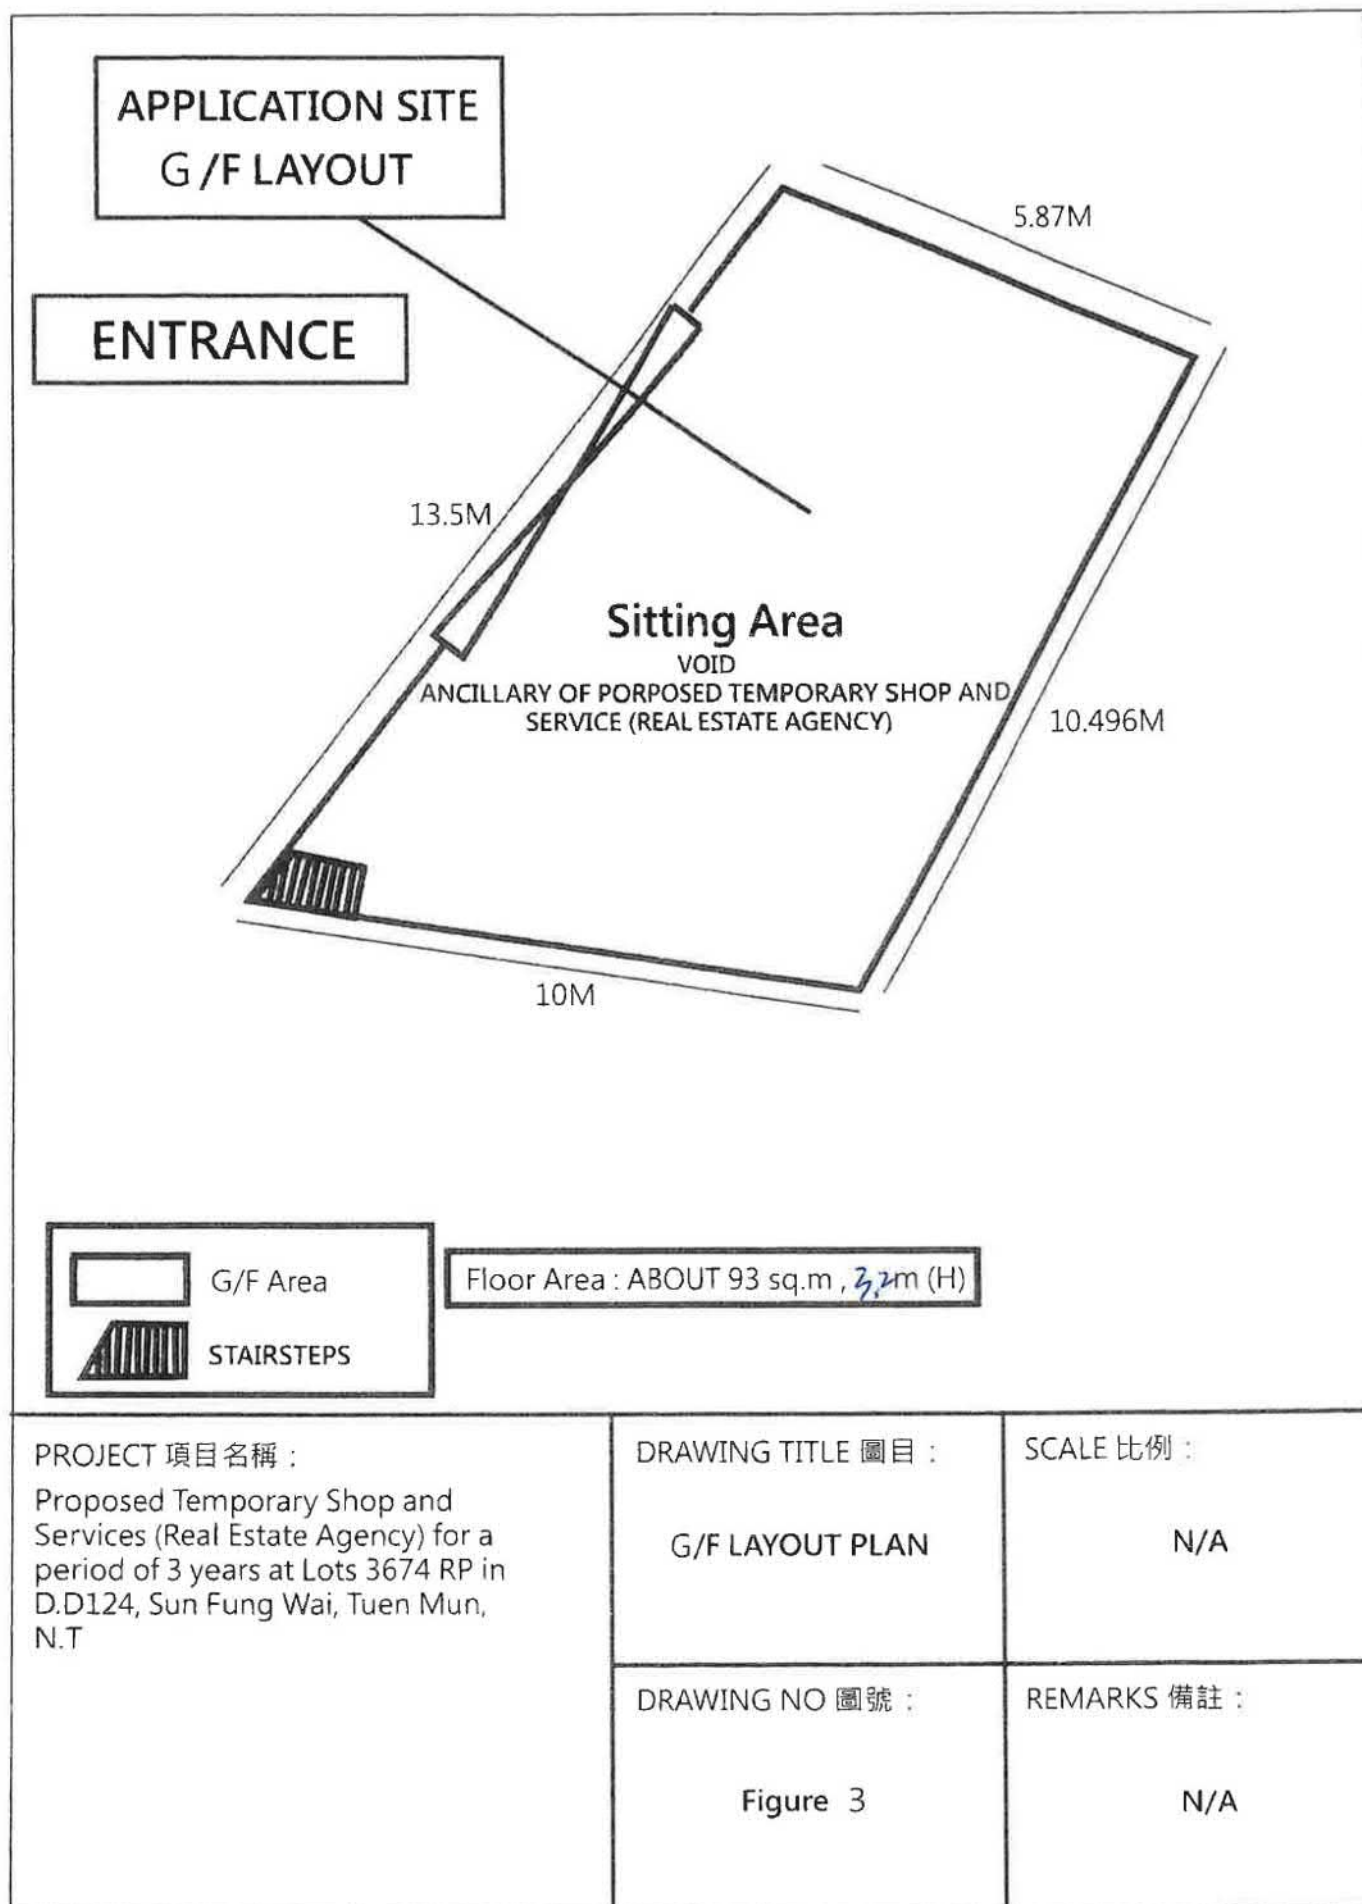 APPLICATION SITE
G /F LAYOUT
ENTRANCE
5.87M
13.5M
Sitting Area
VOID
ANCILLARY OF PORPOSED TEMPORARY SHOP AND
SERVICE (REAL ESTATE AGENCY)
10.496M
10M
G/F Area
STAIRSTEPS
Floor Area : ABOUT 93 sq.m , 3.2m (H)
PROJECT 項目名稱 :
Proposed Temporary Shop and
Services (Real Estate Agency) for a
period of 3 years at Lots 3674 RP in
D.D124, Sun Fung Wai, Tuen Mun,
N.T
DRAWING TITLE 圖目 :
G/F LAYOUT PLAN
SCALE 比例 :
N/A
DRAWING NO 圖號 :
Figure 3
REMARKS 備註 :
N/A